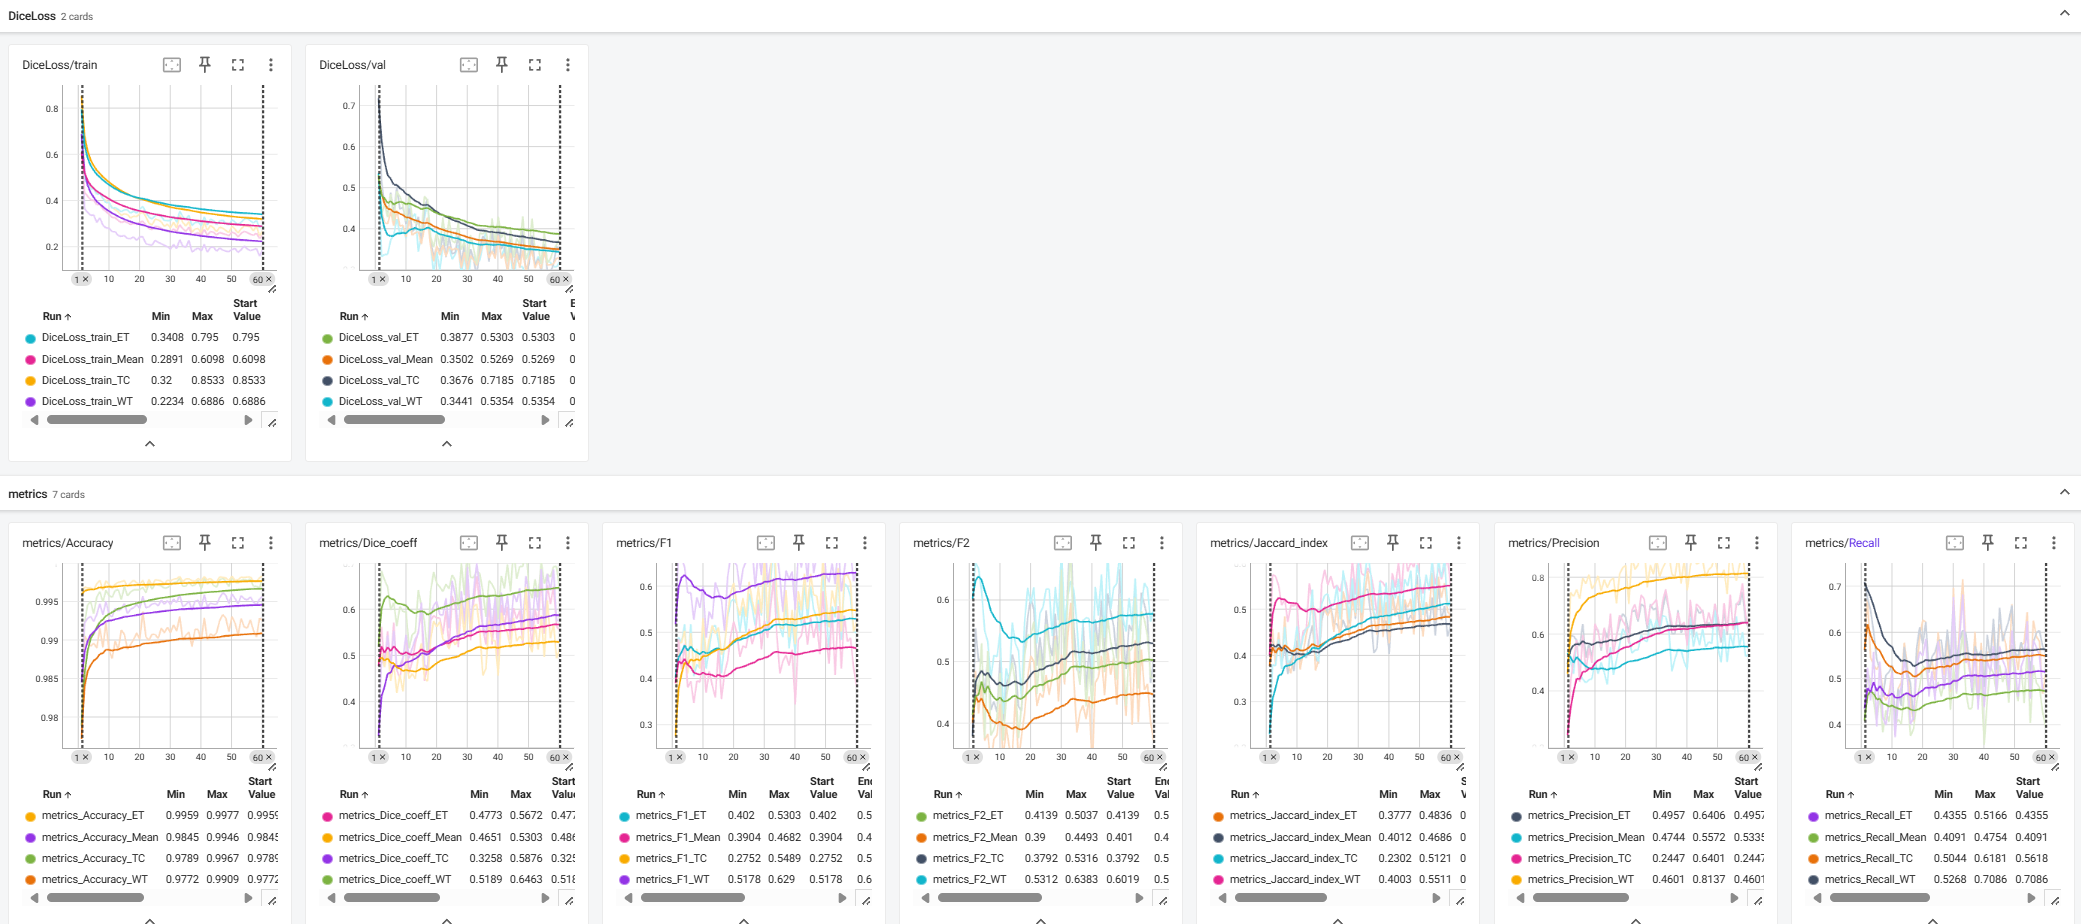 DiceLoss 2 cards
DiceLoss/train
0.8
0.6
0.4
0.2
1 × 10 20 30 40 50 60 ×
Run ↑ Min Max Start Value
DiceLoss_train_ET 0.3408 0.795 0.795
DiceLoss_train_Mean 0.2891 0.6098 0.6098
DiceLoss_train_TC 0.32 0.8533 0.8533
DiceLoss_train_WT 0.2234 0.6886 0.6886
DiceLoss/val
0.7
0.6
0.5
0.4
1 × 10 20 30 40 50 60 ×
Run ↑ Min Max Start Value
DiceLoss_val_ET 0.3877 0.5303 0.5303 0
DiceLoss_val_Mean 0.3502 0.5269 0.5269 0
DiceLoss_val_TC 0.3676 0.7185 0.7185 0
DiceLoss_val_WT 0.3441 0.5354 0.5354 0
metrics 7 cards
metrics/Accuracy
0.995
0.99
0.985
0.98
1 × 10 20 30 40 50 60 ×
Run ↑ Min Max Start Value
metrics_Accuracy_ET 0.9959 0.9977 0.9959
metrics_Accuracy_Mean 0.9845 0.9946 0.9845
metrics_Accuracy_TC 0.9789 0.9967 0.9789
metrics_Accuracy_WT 0.9772 0.9909 0.9772
metrics/Dice_coeff
0.6
0.5
0.4
1 × 10 20 30 40 50 60 ×
Run ↑ Min Max Start Value
metrics_Dice_coeff_ET 0.4773 0.5672 0.477
metrics_Dice_coeff_Mean 0.4651 0.5303 0.486
metrics_Dice_coeff_TC 0.3258 0.5876 0.325
metrics_Dice_coeff_WT 0.5189 0.6463 0.518
metrics/F1
0.6
0.5
0.4
0.3
1 × 10 20 30 40 50 60 ×
Run ↑ Min Max Start Value
metrics_F1_ET 0.402 0.5303 0.402 0.5
metrics_F1_Mean 0.3904 0.4682 0.3904 0.4
metrics_F1_TC 0.2752 0.5489 0.2752 0.5
metrics_F1_WT 0.5178 0.629 0.5178 0.6
metrics/F2
0.6
0.5
0.4
1 × 10 20 30 40 50 60 ×
Run ↑ Min Max Start Value
metrics_F2_ET 0.4139 0.5037 0.4139 0.5
metrics_F2_Mean 0.39 0.4493 0.401 0.4
metrics_F2_TC 0.3792 0.5316 0.3792 0.5
metrics_F2_WT 0.5312 0.6383 0.6019 0.5
metrics/Jaccard_index
0.5
0.4
0.3
1 × 10 20 30 40 50 60 ×
Run ↑ Min Max
metrics_Jaccard_index_ET 0.3777 0.4836 0
metrics_Jaccard_index_Mean 0.4012 0.4686 0
metrics_Jaccard_index_TC 0.2302 0.5121 0
metrics_Jaccard_index_WT 0.4003 0.5511 0
metrics/Precision
0.8
0.6
0.4
1 × 10 20 30 40 50 60 ×
Run ↑ Min Max Start Value
metrics_Precision_ET 0.4957 0.6406 0.4957
metrics_Precision_Mean 0.4744 0.5572 0.5335
metrics_Precision_TC 0.2447 0.6401 0.2447
metrics_Precision_WT 0.4601 0.8137 0.4601
metrics/Recall
0.7
0.6
0.5
0.4
1 × 10 20 30 40 50 60 ×
Run ↑ Min Max Start Value
metrics_Recall_ET 0.4355 0.5166 0.4355
metrics_Recall_Mean 0.4091 0.4754 0.4091
metrics_Recall_TC 0.5044 0.6181 0.5618
metrics_Recall_WT 0.5268 0.7086 0.7086